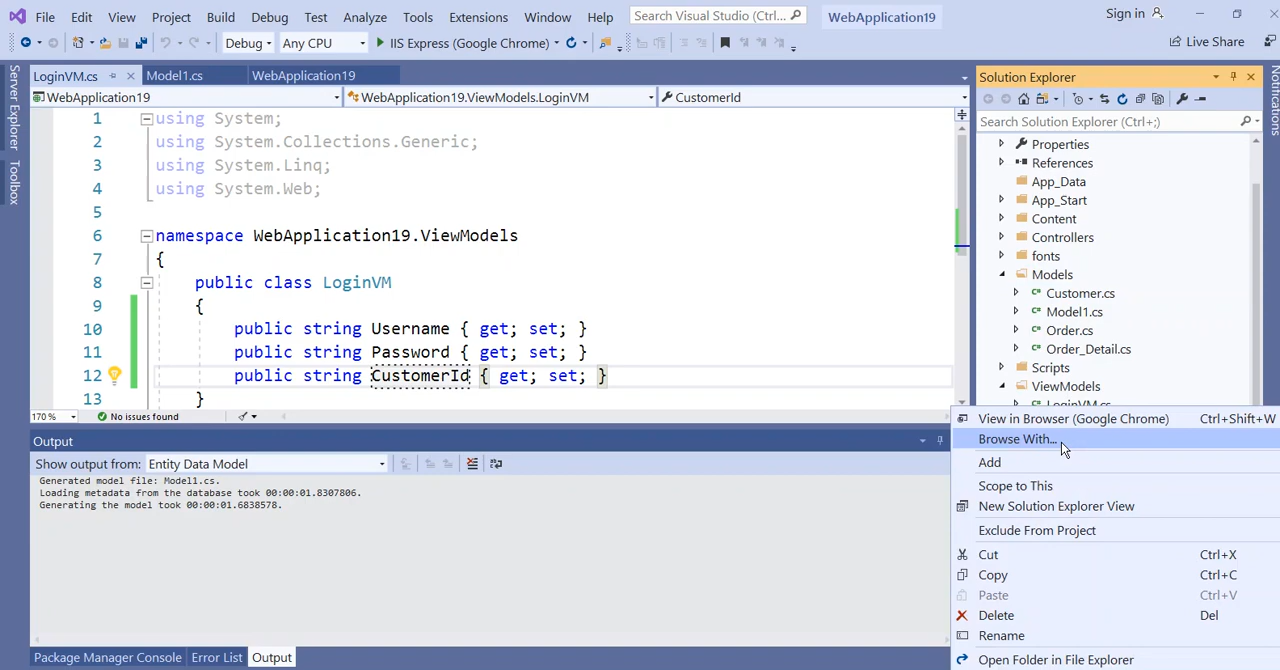 File Edit View Project Build Debug Test Analyze Tools Extensions Window Help Search Visual Studio (Ctrl... WebApplication19 Sign in
Debug Any CPU IIS Express (Google Chrome) Live Share
Server Explorer
Toolbox
LoginVM.cs Model1.cs WebApplication19
WebApplication19 WebApplication19.ViewModels.LoginVM CustomerId
1 using System;
2 using System.Collections.Generic;
3 using System.Linq;
4 using System.Web;
5
6 namespace WebApplication19.ViewModels
7 {
8 public class LoginVM
9 {
10 public string Username { get; set; }
11 public string Password { get; set; }
12 public string CustomerId { get; set; }
13 }
170 % No issues found
Output
Show output from: Entity Data Model
Generated model file: Model1.cs.
Loading metadata from the database took 00:00:01.8307806.
Generating the model took 00:00:01.6838578.
Package Manager Console Error List Output
Solution Explorer
Search Solution Explorer (Ctrl+;)
Properties
References
App_Data
App_Start
Content
Controllers
fonts
Models
C# Customer.cs
C# Model1.cs
C# Order.cs
C# Order_Detail.cs
Scripts
ViewModels
C# LoginVM.cs
View in Browser (Google Chrome) Ctrl+Shift+W
Browse With...
Add
Scope to This
New Solution Explorer View
Exclude From Project
Cut Ctrl+X
Copy Ctrl+C
Paste Ctrl+V
Delete Del
Rename
Open Folder in File Explorer
Notifications